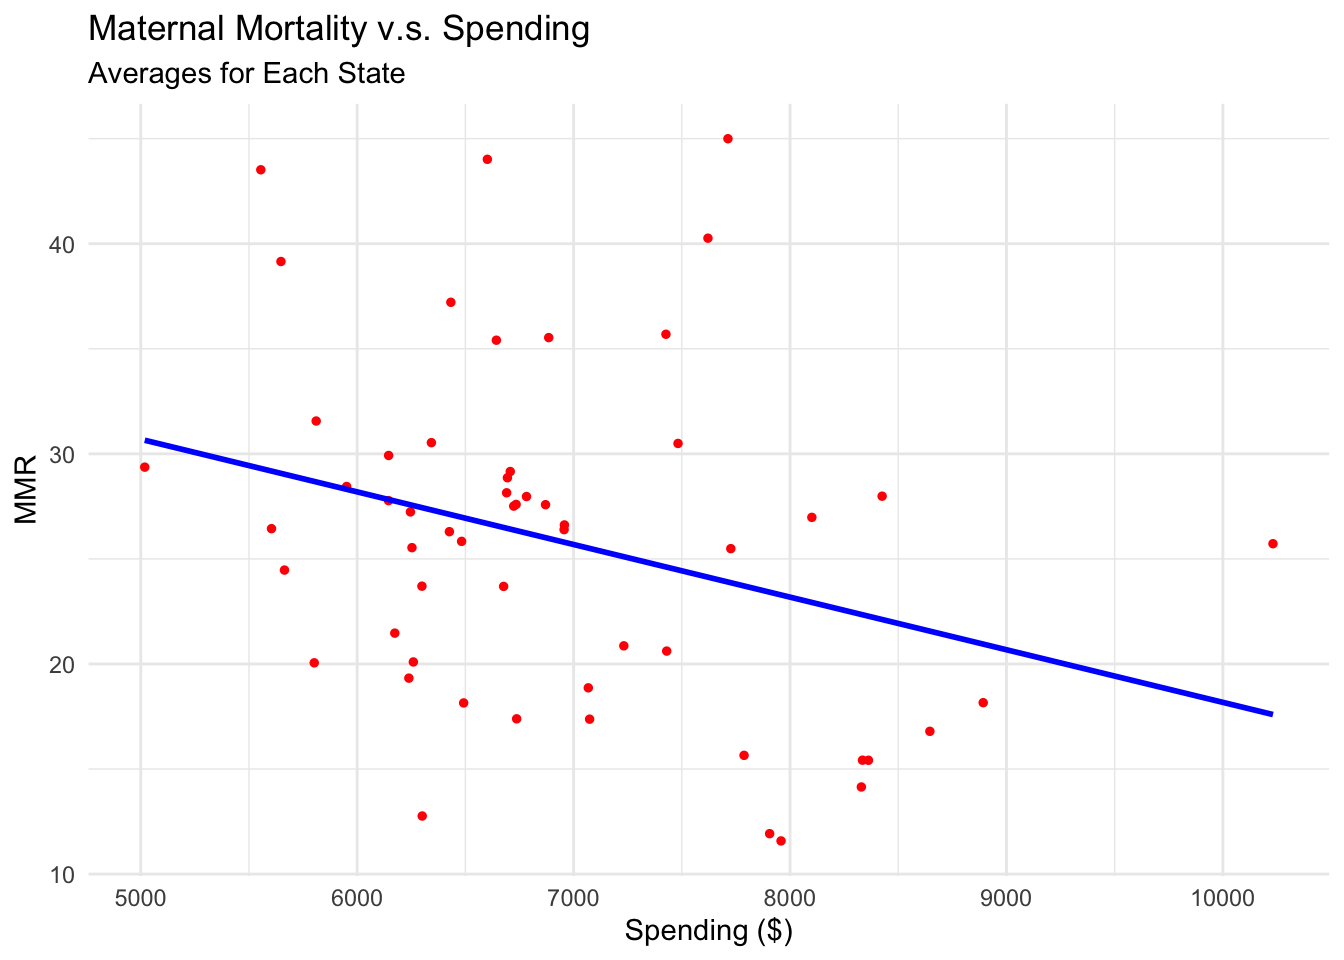 Maternal Mortality v.s. Spending
Averages for Each State
40
30
20
10
MMR
5000 6000 7000 8000 9000 10000
Spending ($)